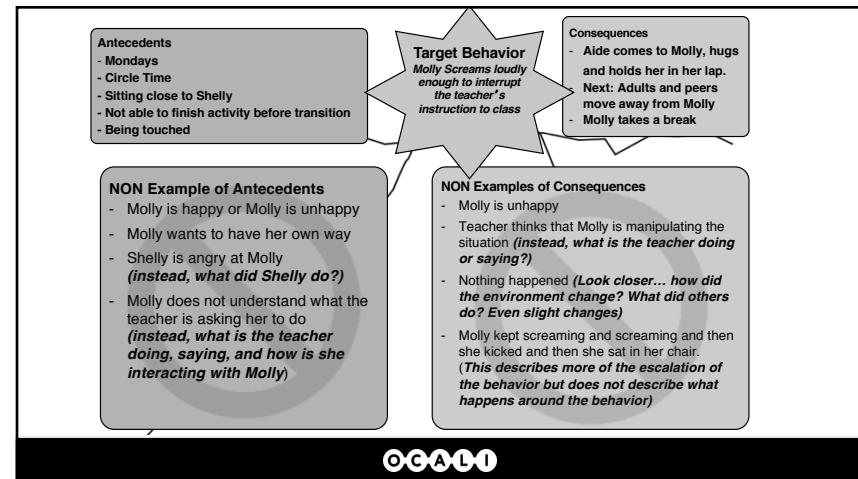 Antecedents
- Mondays
- Circle Time
- Sitting close to Shelly
- Not able to finish activity before transition
- Being touched
Target Behavior
Molly Screams loudly
enough to interrupt
the teacher's
instruction to class
Consequences
- Aide comes to Molly, hugs
and holds her in her lap.
- Next: Adults and peers
move away from Molly
- Molly takes a break
NON Example of Antecedents
- Molly is happy or Molly is unhappy
- Molly wants to have her own way
- Shelly is angry at Molly
(instead, what did Shelly do?)
- Molly does not understand what the
teacher is asking her to do
(instead, what is the teacher
doing, saying, and how is she
interacting with Molly)
NON Examples of Consequences
- Molly is unhappy
- Teacher thinks that Molly is manipulating the
situation (instead, what is the teacher doing
or saying?)
- Nothing happened (Look closer... how did
the environment change? What did others
do? Even slight changes)
- Molly kept screaming and screaming and then
she kicked and then she sat in her chair.
(This describes more of the escalation of
the behavior but does not describe what
happens around the behavior)
OCALI